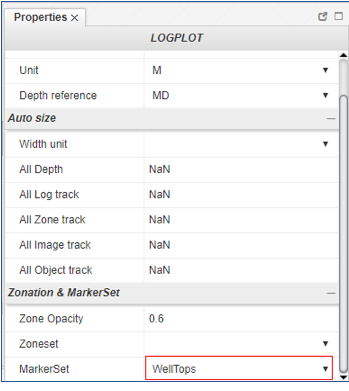 Properties
LOGPLOT
Unit M
Depth reference MD
Auto size
Width unit
All Depth NaN
All Log track NaN
All Zone track NaN
All Image track NaN
All Object track NaN
Zonation & MarkerSet
Zone Opacity 0.6
Zoneset
MarkerSet WellTops